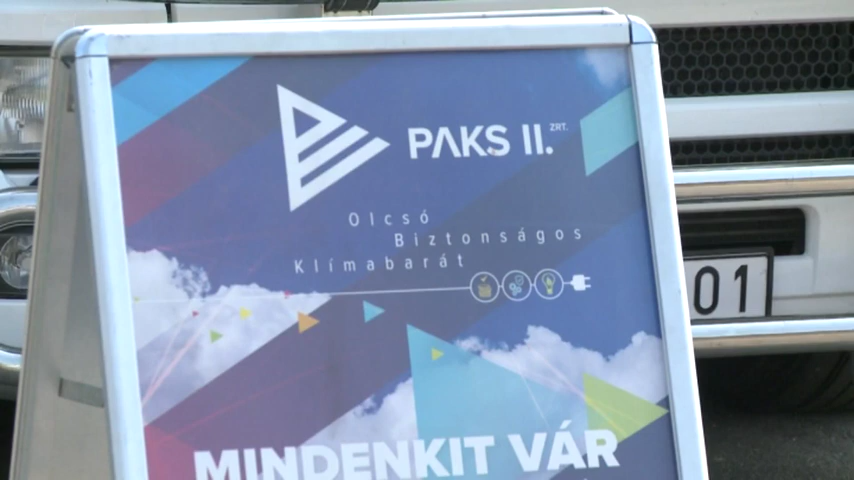 PAKS II. ZRT.
Olcsó
Biztonságos
Klímabarát
01
MINDENKIT VÁR